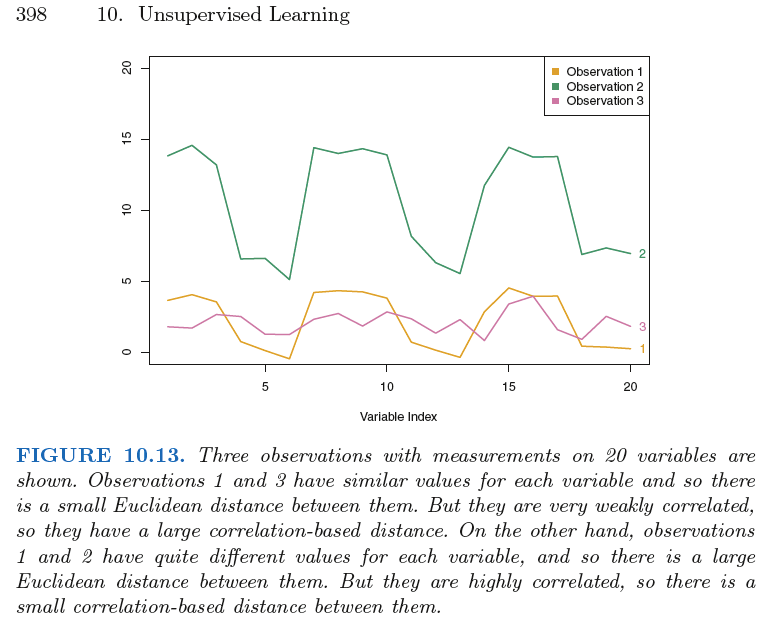 398 10. Unsupervised Learning
Observation 1
Observation 2
Observation 3
20
15
10
5
0
2
3
1
5 10 15 20
Variable Index
FIGURE 10.13. Three observations with measurements on 20 variables are
shown. Observations 1 and 3 have similar values for each variable and so there
is a small Euclidean distance between them. But they are very weakly correlated,
so they have a large correlation-based distance. On the other hand, observations
1 and 2 have quite different values for each variable, and so there is a large
Euclidean distance between them. But they are highly correlated, so there is a
small correlation-based distance between them.